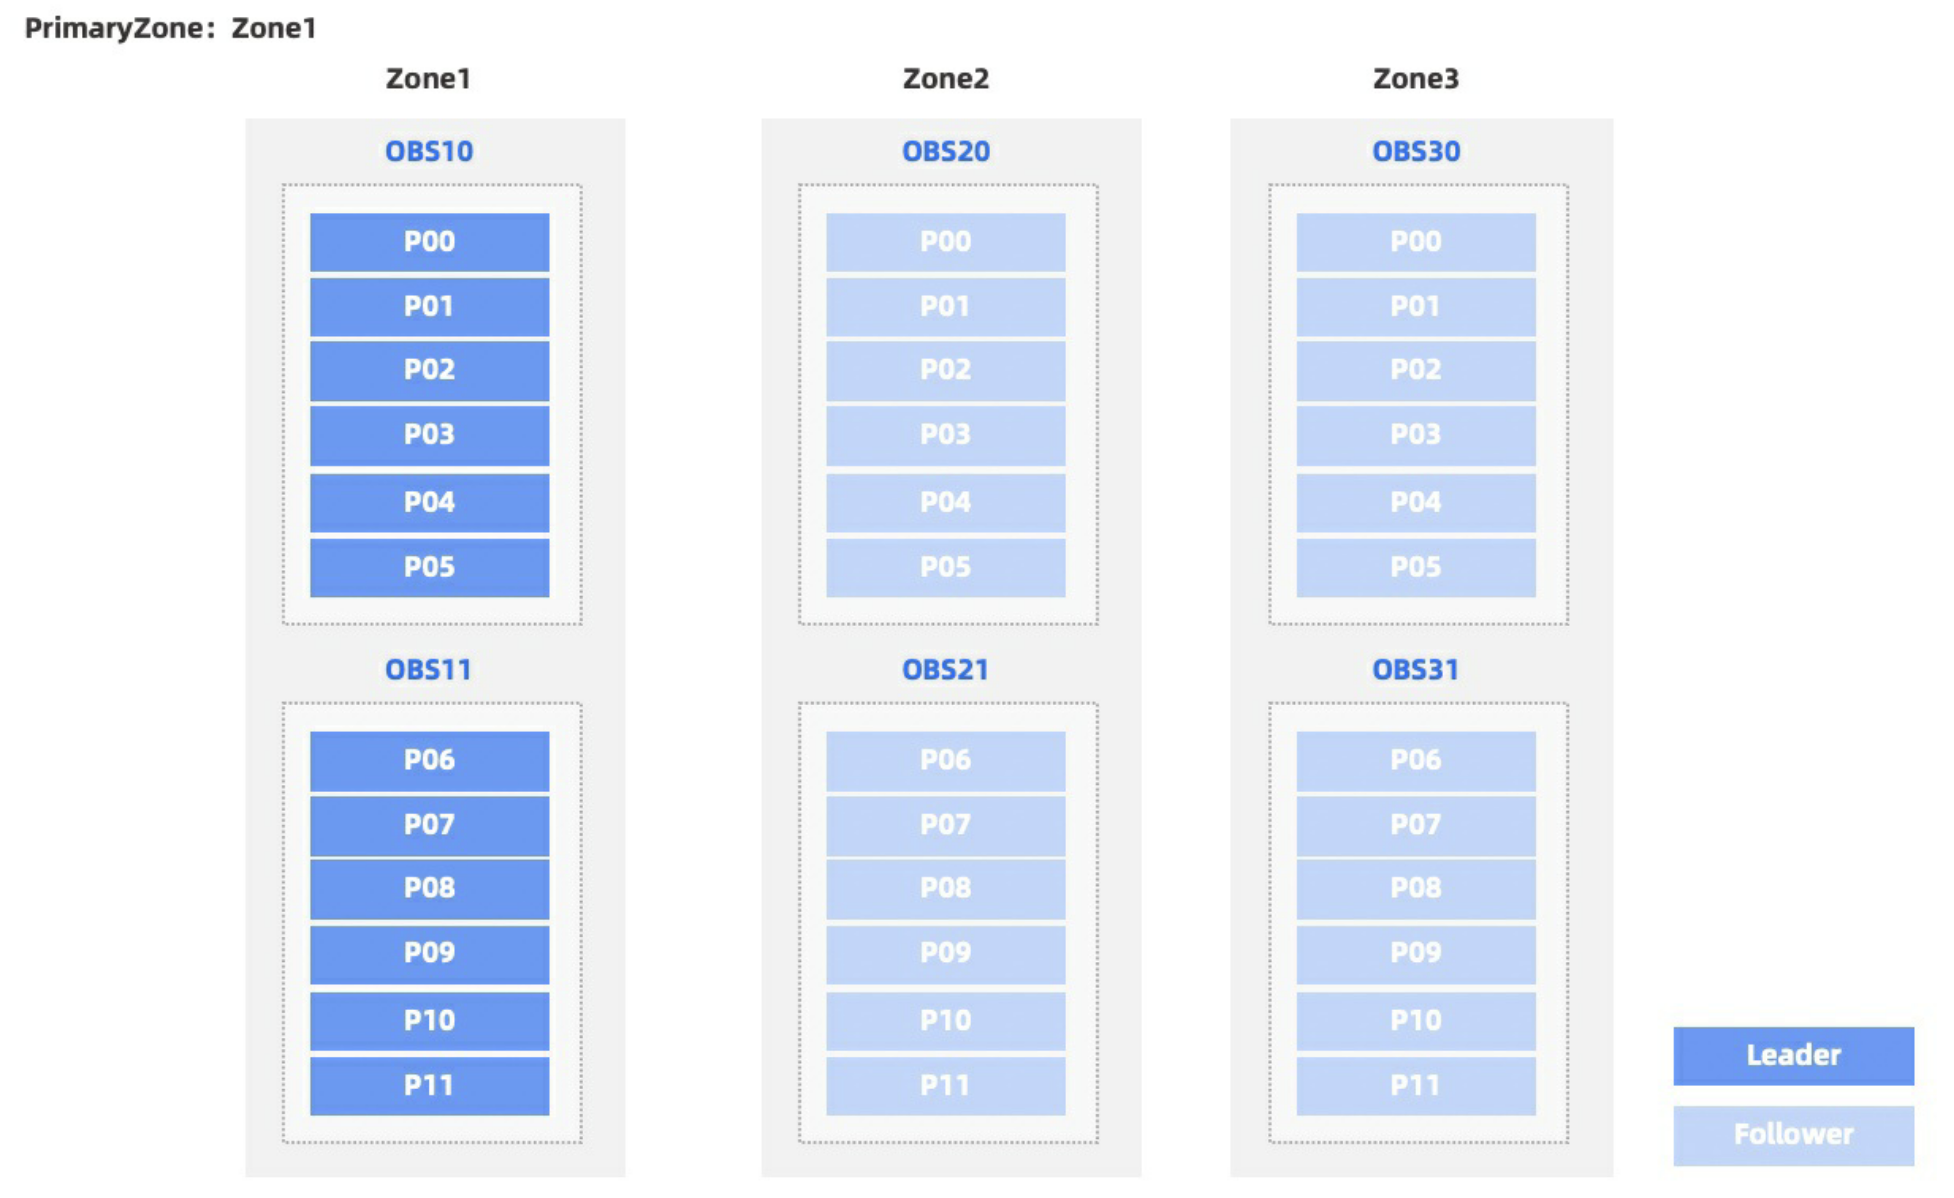 PrimaryZone：Zone1
Zone1
OBS10
P00
P01
P02
P03
P04
P05
OBS11
P06
P07
P08
P09
P10
P11
Zone2
OBS20
P00
P01
P02
P03
P04
P05
OBS21
P06
P07
P08
P09
P10
P11
Zone3
OBS30
P00
P01
P02
P03
P04
P05
OBS31
P06
P07
P08
P09
P10
P11
Leader
Follower